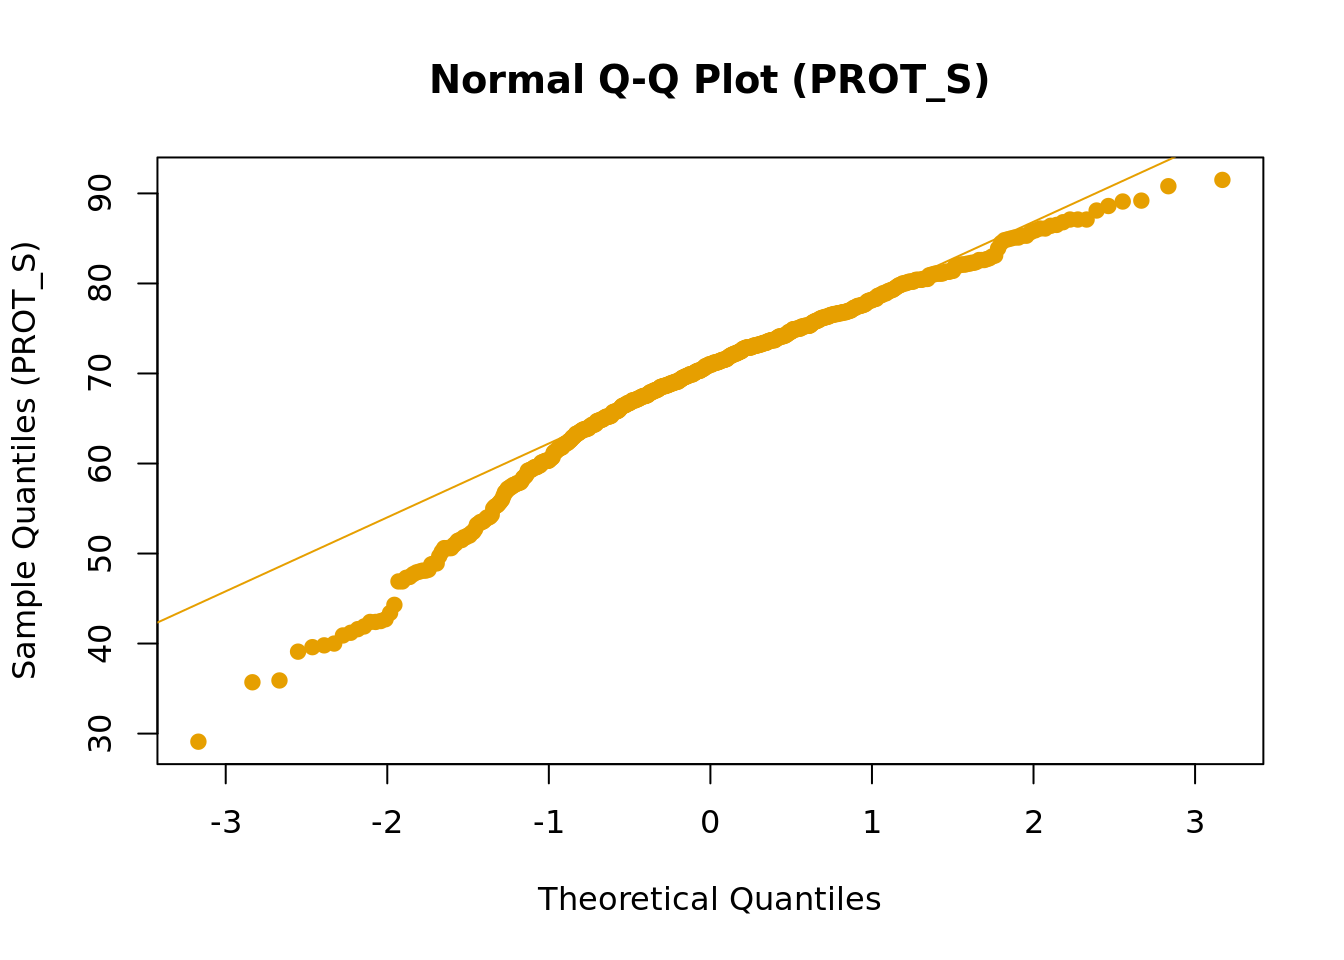 Normal Q-Q Plot (PROT_S)
Sample Quantiles (PROT_S)
90
80
70
60
50
40
30
-3 -2 -1 0 1 2 3
Theoretical Quantiles